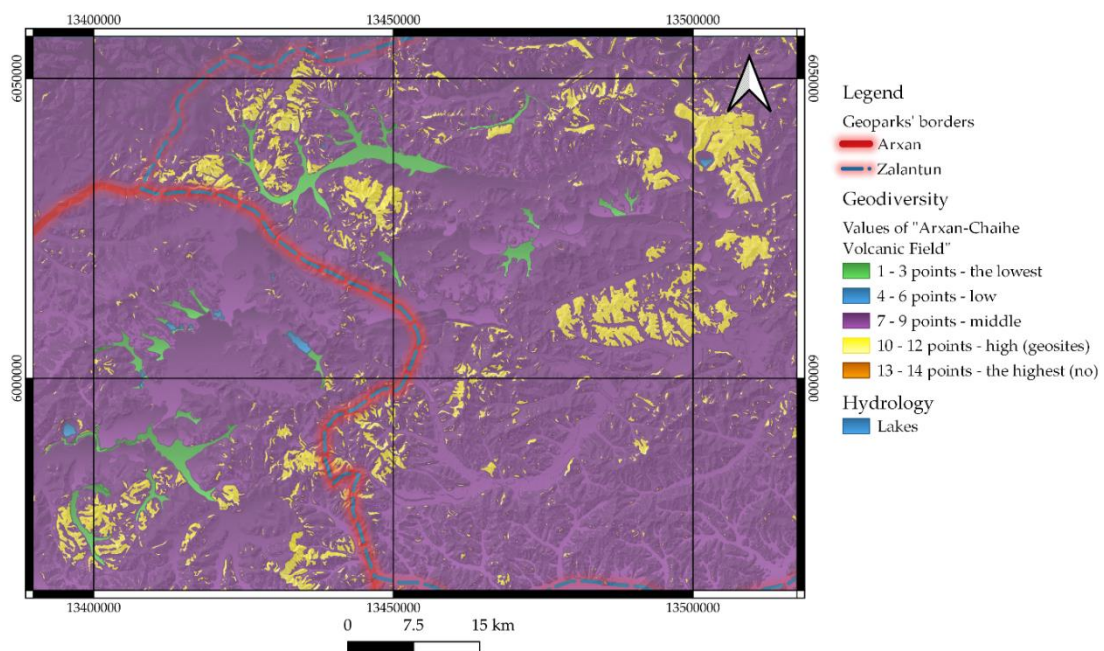 13400000 13450000 13500000
6050000 6050000
6000000 6000000
13400000 13450000 13500000
0 7.5 15 km
Legend
Geoparks' borders
Arxan
Zalantun
Geodiversity
Values of "Arxan-Chaihe
Volcanic Field"
1 - 3 points - the lowest
4 - 6 points - low
7 - 9 points - middle
10 - 12 points - high (geosites)
13 - 14 points - the highest (no)
Hydrology
Lakes